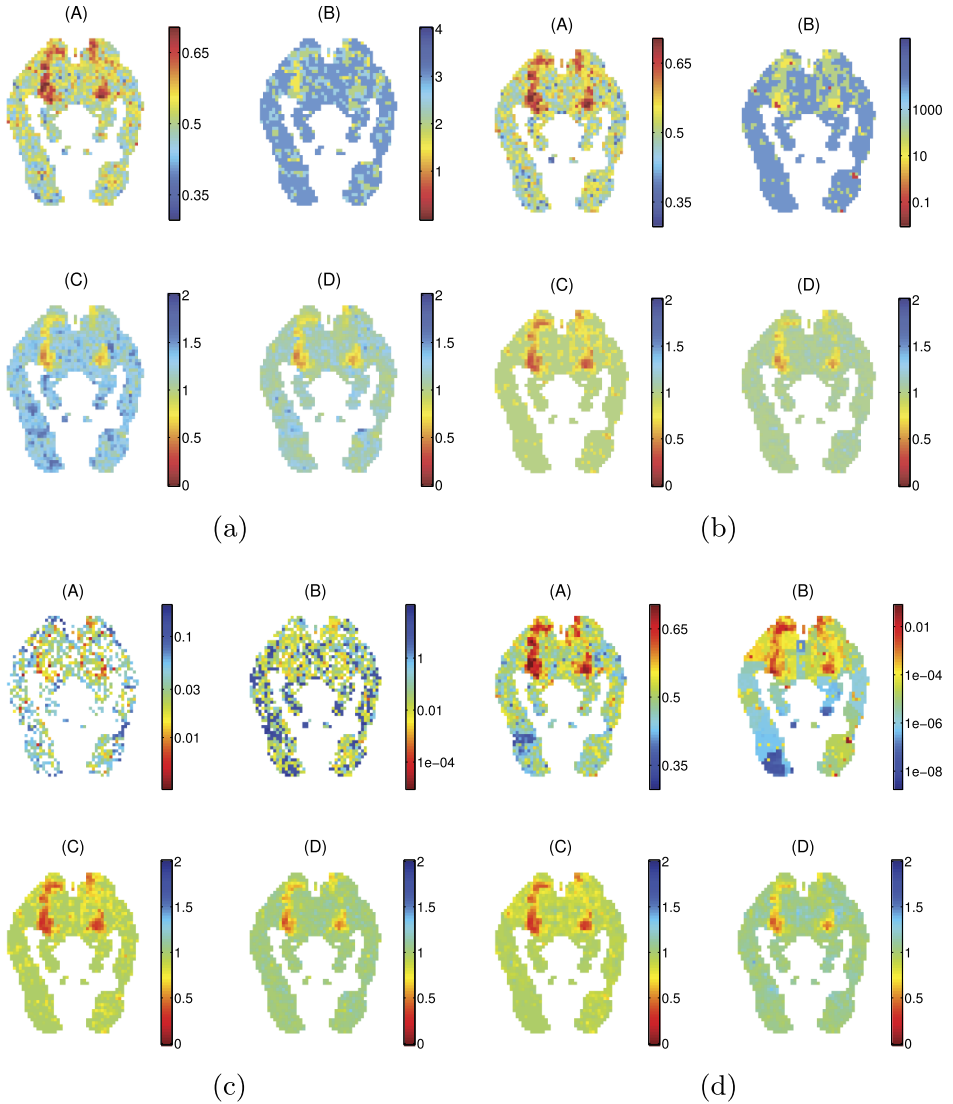 (A) (B) (A) (B)
0.65 4 0.65
3 1000
0.5 2 0.5 10
0.35 1 0.35 0.1
(C) (D) (C) (D)
2 2 2 2
1.5 1.5 1.5 1.5
1 1 1 1
0.5 0.5 0.5 0.5
0 0 0 0
(a) (b)
(A) (B) (A) (B)
0.1 1 0.65 0.01
0.03 0.01 0.5 1e−04
0.01 1e−04 0.35 1e−06
1e−08
(C) (D) (C) (D)
2 2 2 2
1.5 1.5 1.5 1.5
1 1 1 1
0.5 0.5 0.5 0.5
0 0 0 0
(c) (d)